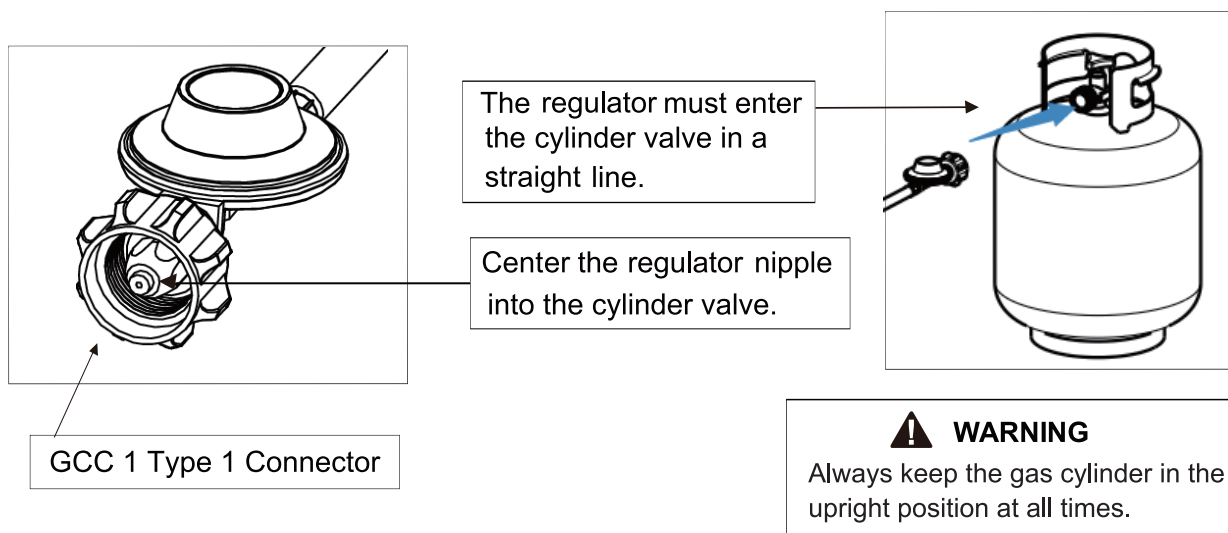 The regulator must enter
the cylinder valve in a
straight line.
Center the regulator nipple
into the cylinder valve.
GCC 1 Type 1 Connector
WARNING
Always keep the gas cylinder in the
upright position at all times.